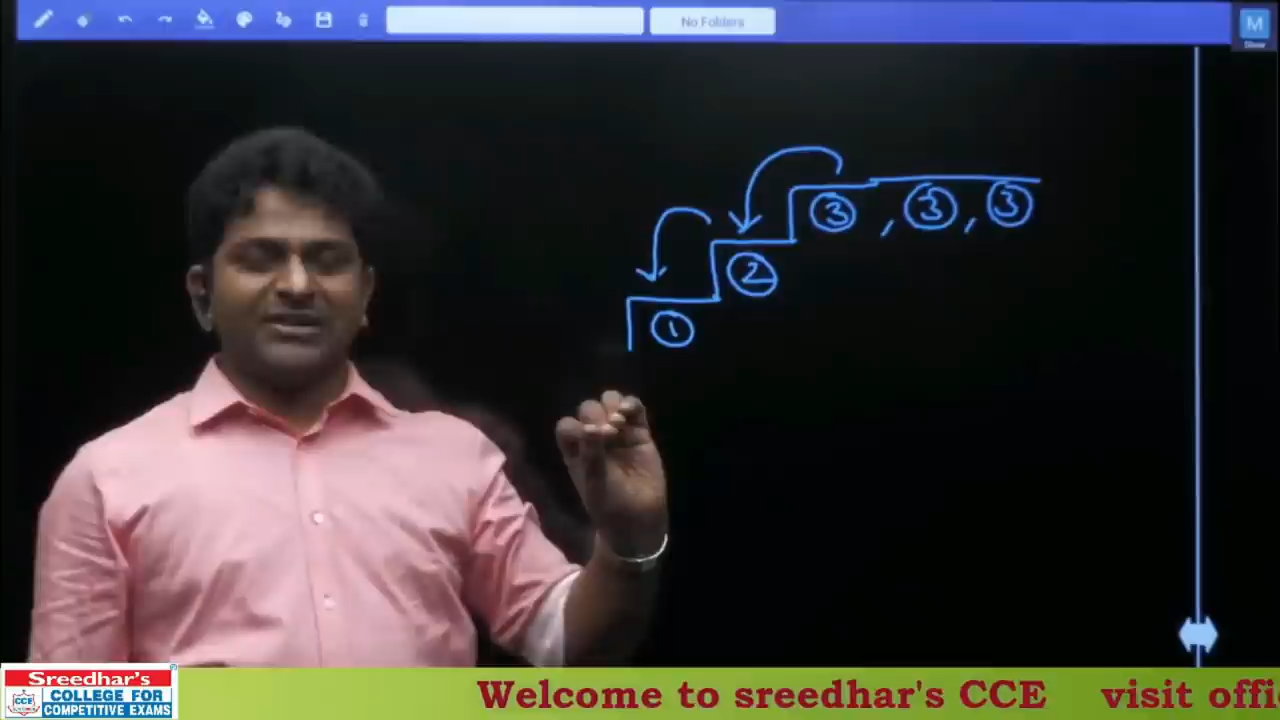 No Folders
M
3 , 3 , 3
2
1
Sreedhar's
CCE
COLLEGE FOR
COMPETITIVE EXAMS
Welcome to sreedhar's CCE visit offi